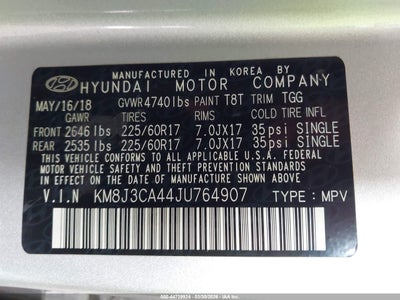 MANUFACTURED IN KOREA BY
HYUNDAI MOTOR COMPANY
MAY/16/18 GVWR4740lbs PAINT T8T TRIM TGG
GAWR TIRES RIMS COLD TIRE INFL
FRONT 2646lbs 225/60R17 7.0JX17 35psi SINGLE
REAR 2535lbs 225/60R17 7.0JX17 35psi SINGLE
THIS VEHICLE CONFORMS TO ALL APPLICABLE U.S. FEDERAL
MOTOR VEHICLE SAFETY AND THEFT PREVENTION STANDARDS
IN EFFECT ON THE DATE OF MANUFACTURE SHOWN ABOVE.
V.I.N KM8J3CA44JU764907 TYPE : MPV